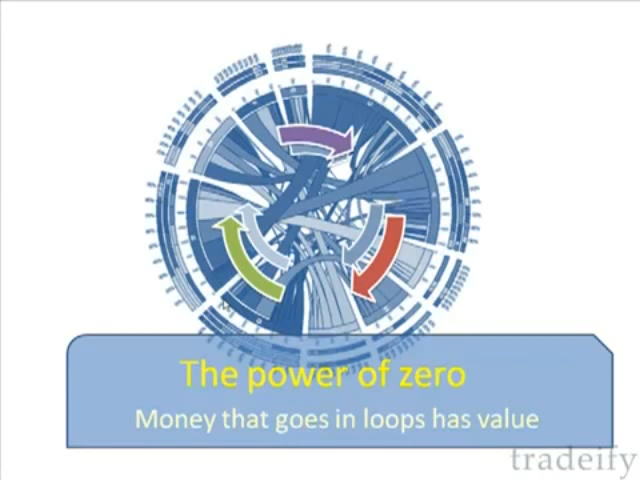 The power of zero
Money that goes in loops has value
tradeify